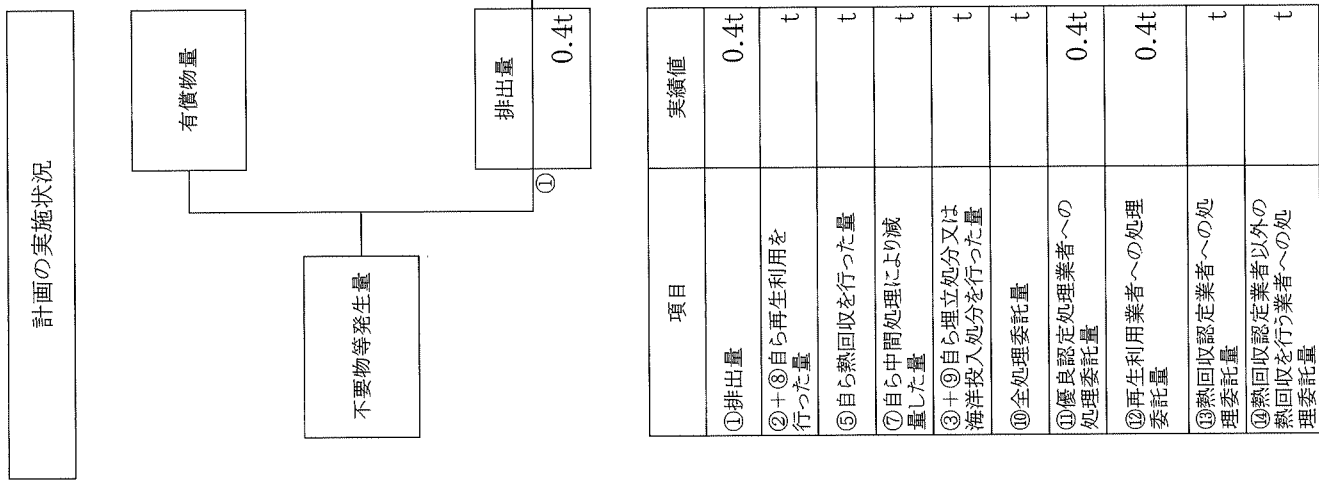 計画の実施状況
不要物等発生量
有償物量
①
排出量
0.4t
項目
実績値
①排出量
0.4t
②＋⑧自ら再生利用を
行った量
t
⑤自ら熱回収を行った量
t
⑦自ら中間処理により減
量した量
t
③＋⑨自ら埋立処分又は
海洋投入処分を行った量
t
⑩全処理委託量
t
⑪優良認定処理業者への
処理委託量
0.4t
⑫再生利用業者への処理
委託量
0.4t
⑬熱回収認定業者への処
理委託量
t
⑭熱回収認定業者以外の
熱回収を行う業者への処
理委託量
t